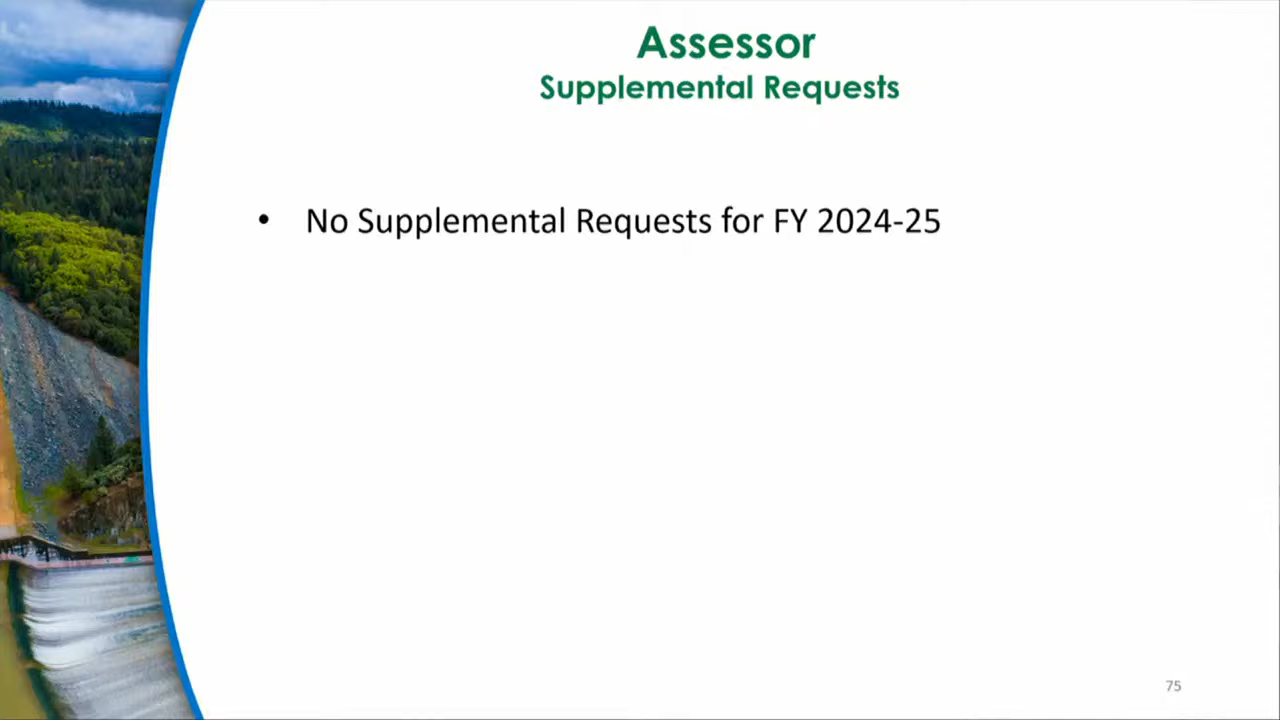 Assessor
Supplemental Requests
• No Supplemental Requests for FY 2024-25
75